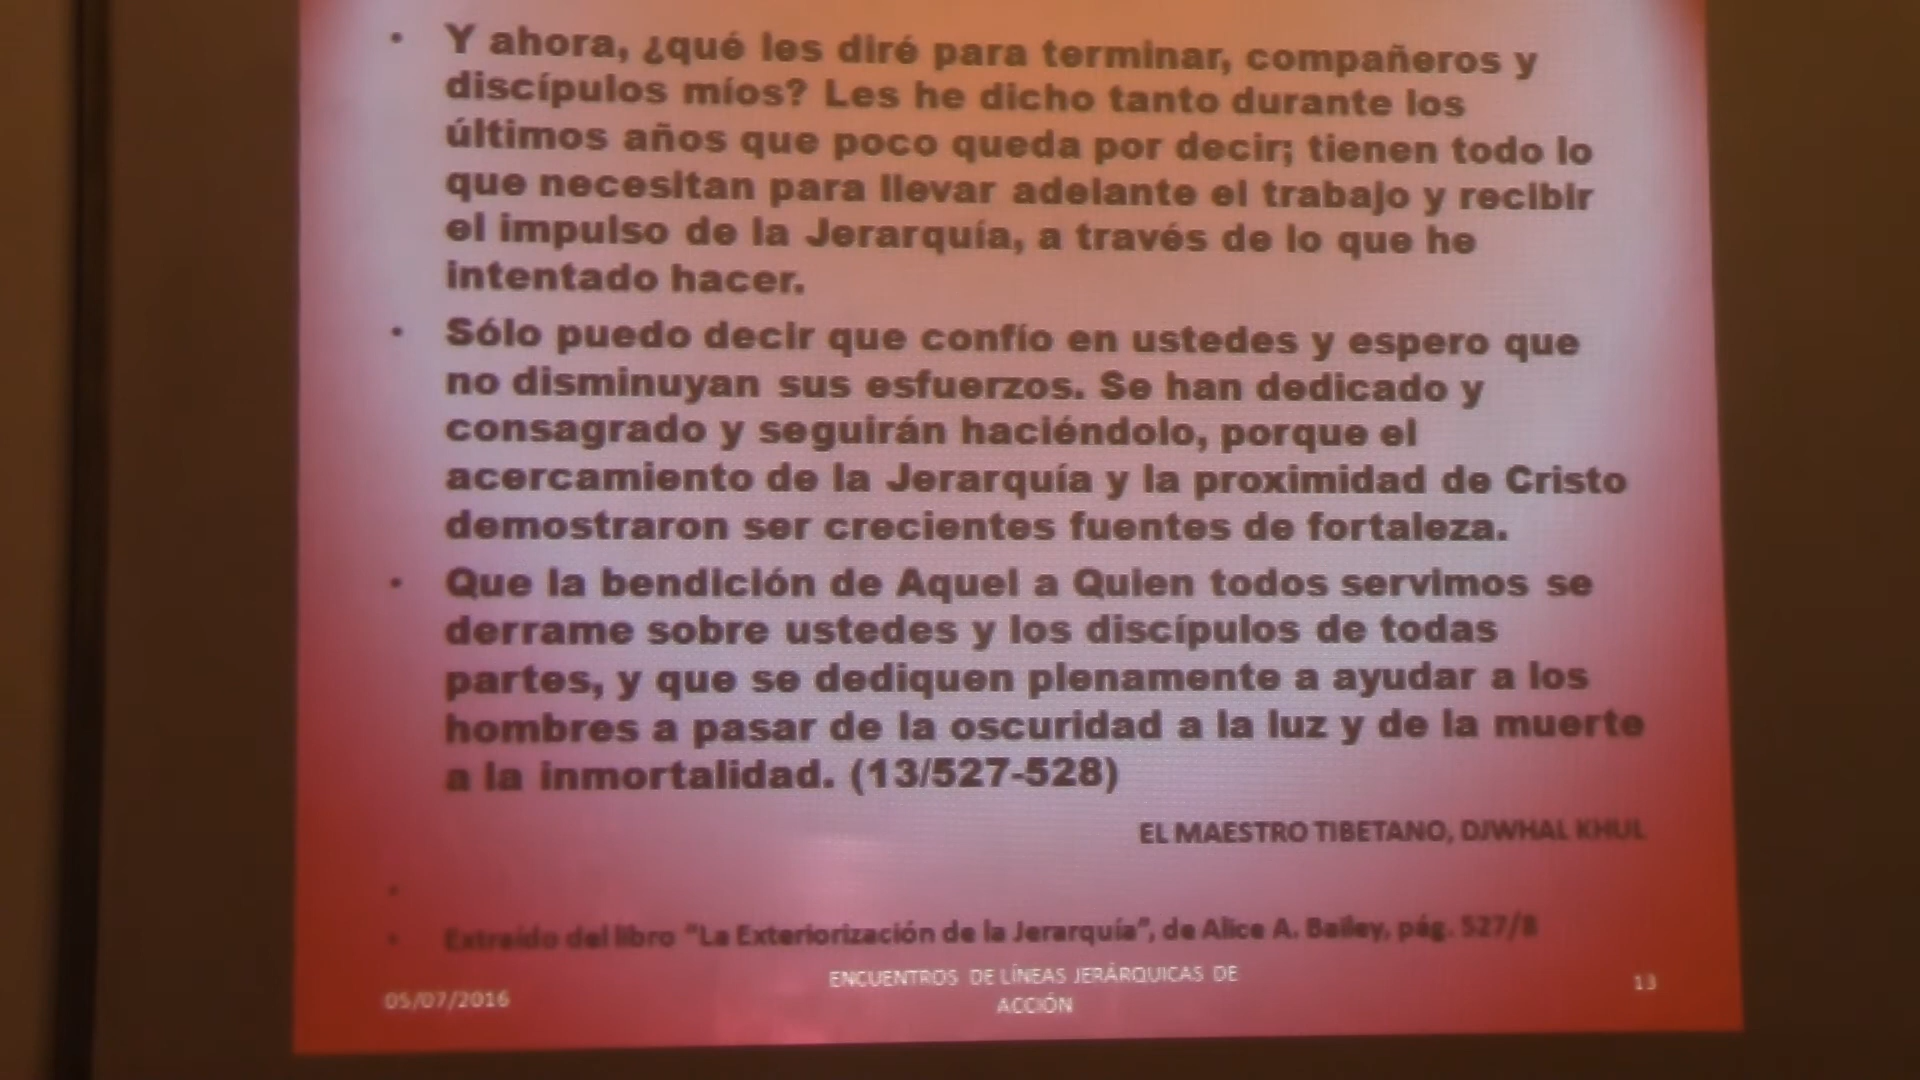 • Y ahora, ¿qué les diré para terminar, compañeros y
discípulos míos? Les he dicho tanto durante los
últimos años que poco queda por decir; tienen todo lo
que necesitan para llevar adelante el trabajo y recibir
el impulso de la Jerarquía, a través de lo que he
intentado hacer.
• Sólo puedo decir que confío en ustedes y espero que
no disminuyan sus esfuerzos. Se han dedicado y
consagrado y seguirán haciéndolo, porque el
acercamiento de la Jerarquía y la proximidad de Cristo
demostraron ser crecientes fuentes de fortaleza.
• Que la bendición de Aquel a Quien todos servimos se
derrame sobre ustedes y los discípulos de todas
partes, y que se dediquen plenamente a ayudar a los
hombres a pasar de la oscuridad a la luz y de la muerte
a la inmortalidad. (13/527-528)
EL MAESTRO TIBETANO, DJWHAL KHUL
•
• Extraído del libro "La Exteriorización de la Jerarquía", de Alice A. Bailey, pág. 527/8
05/07/2016
ENCUENTROS DE LÍNEAS JERÁRQUICAS DE
ACCIÓN
13